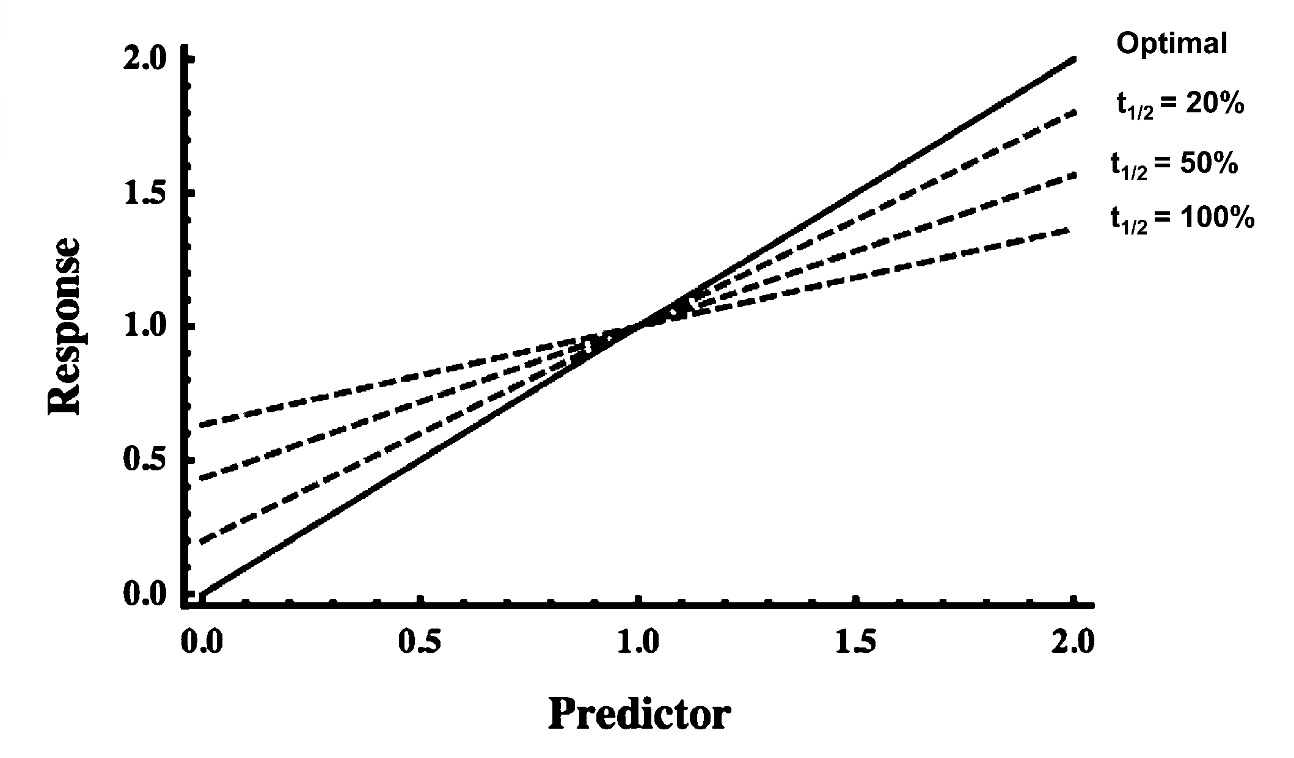 Optimal
2.0
t1/2 = 20%
t1/2 = 50%
1.5
t1/2 = 100%
Response
1.0
0.5
0.0
0.0 0.5 1.0 1.5 2.0
Predictor